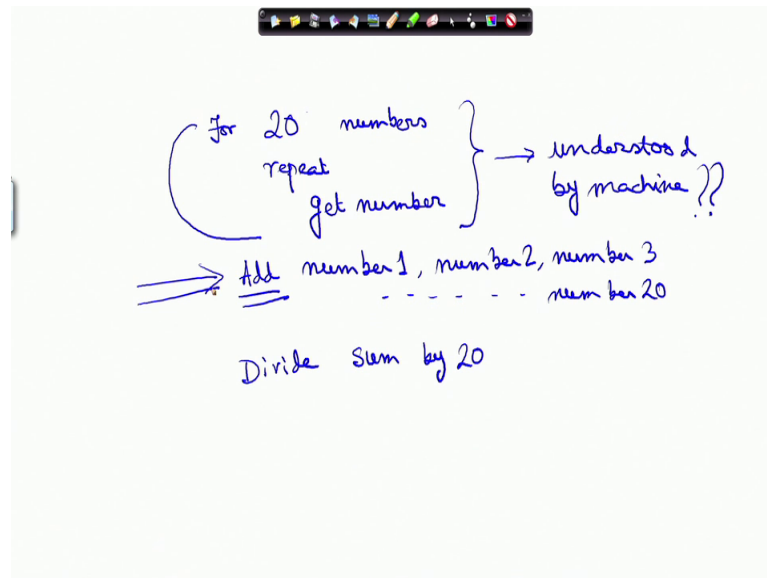 For 20 numbers
repeat
get number
understood
by machine ??
Add number 1, number 2, number 3
- - - - - - - number 20
Divide sum by 20